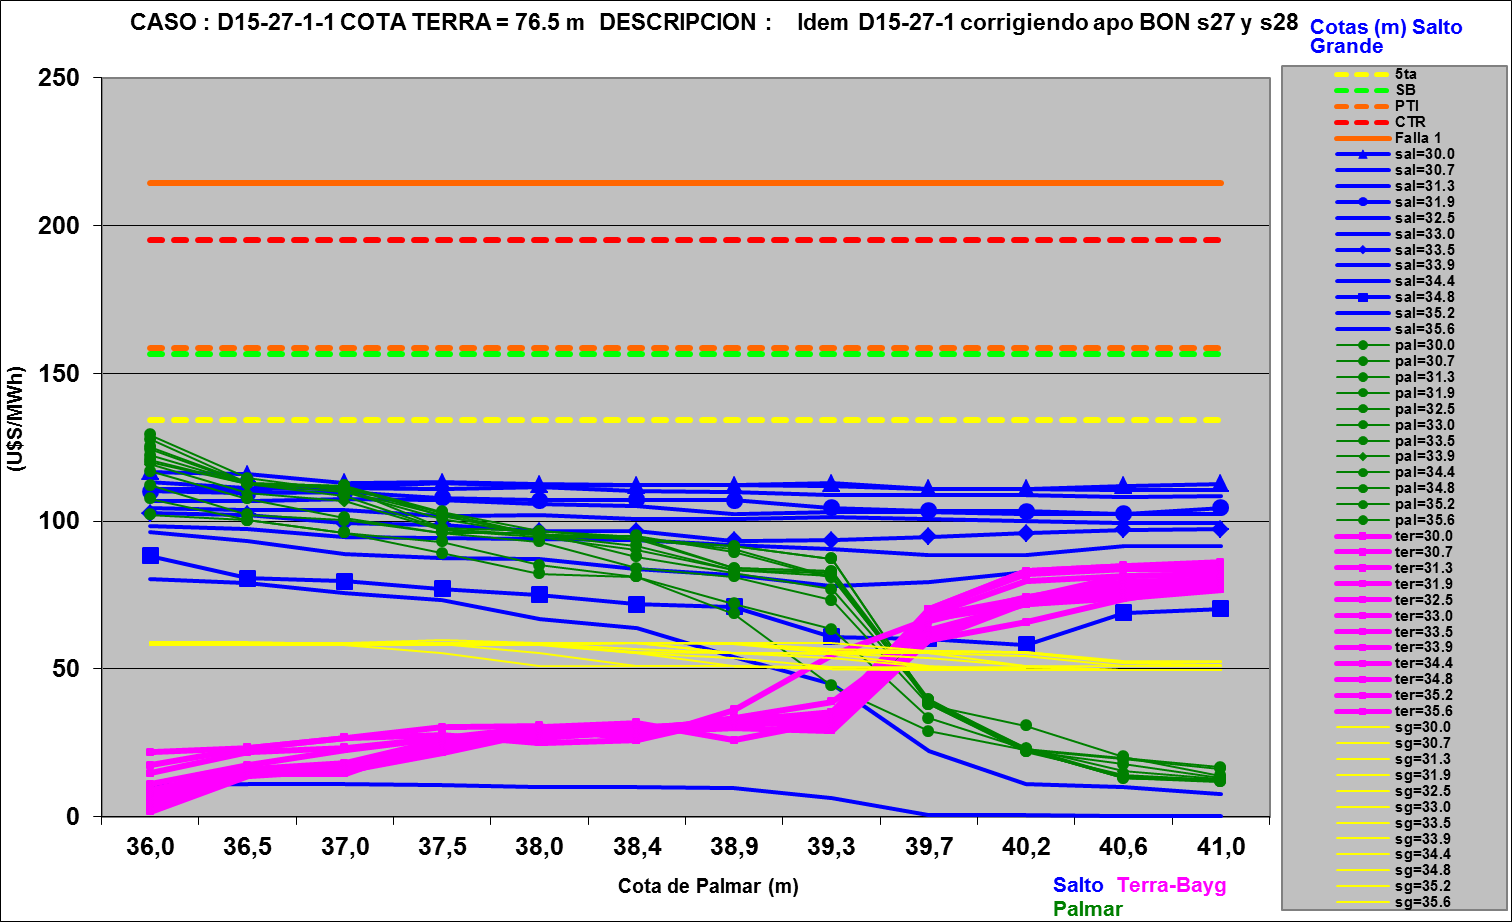 CASO : D15-27-1-1 COTA TERRA = 76.5 m DESCRIPCION : Idem D15-27-1 corrigiendo apo BON s27 y s28
Cotas (m) Salto
Grande
250
200
150
100
50
0
(U$S/MWh)
36,0 36,5 37,0 37,5 38,0 38,4 38,9 39,3 39,7 40,2 40,6 41,0
Cota de Palmar (m)
Salto Terra-Bayg
Palmar
5ta
SB
PTI
CTR
Falla 1
sal=30.0
sal=30.7
sal=31.3
sal=31.9
sal=32.5
sal=33.0
sal=33.5
sal=33.9
sal=34.4
sal=34.8
sal=35.2
sal=35.6
pal=30.0
pal=30.7
pal=31.3
pal=31.9
pal=32.5
pal=33.0
pal=33.5
pal=33.9
pal=34.4
pal=34.8
pal=35.2
pal=35.6
ter=30.0
ter=30.7
ter=31.3
ter=31.9
ter=32.5
ter=33.0
ter=33.5
ter=33.9
ter=34.4
ter=34.8
ter=35.2
ter=35.6
sg=30.0
sg=30.7
sg=31.3
sg=31.9
sg=32.5
sg=33.0
sg=33.5
sg=33.9
sg=34.4
sg=34.8
sg=35.2
sg=35.6